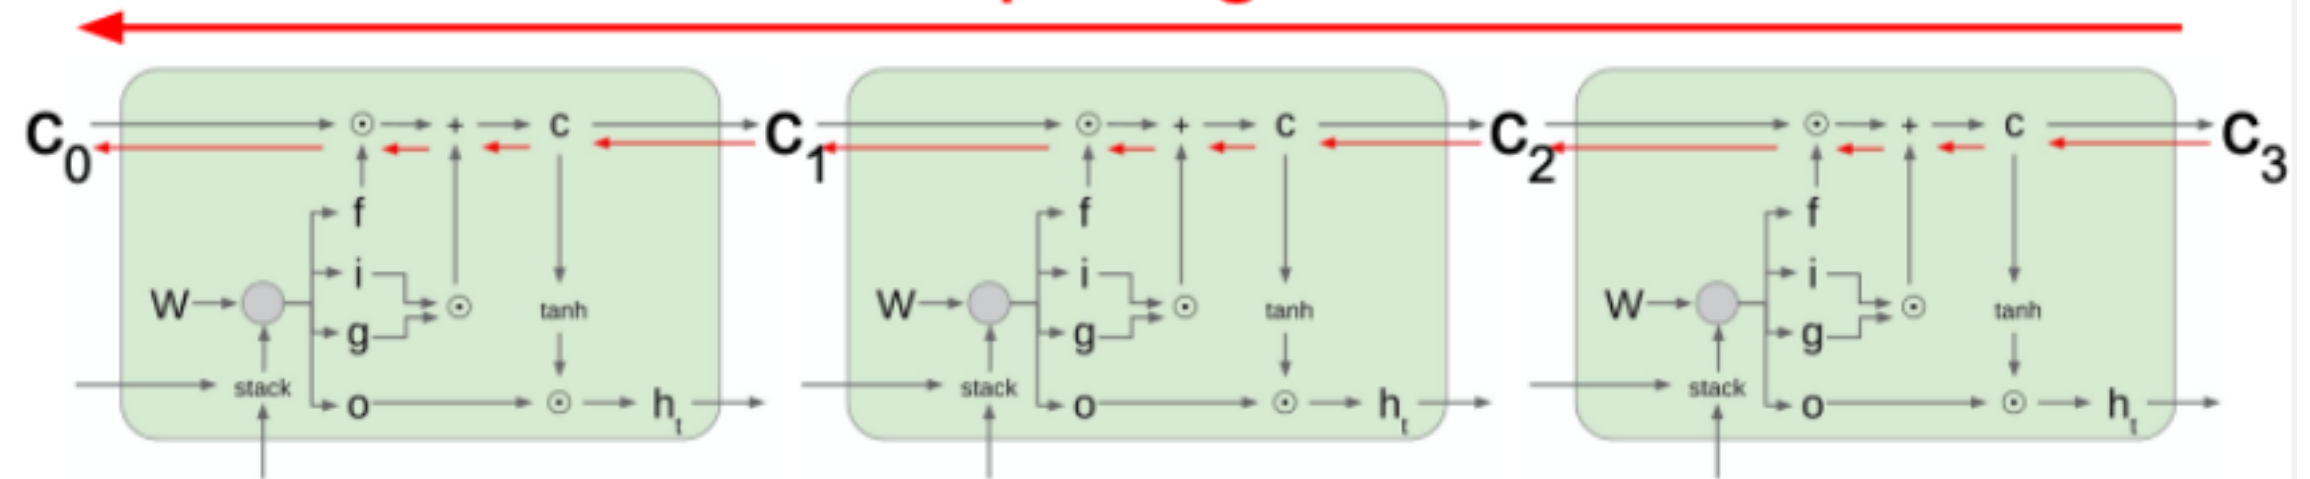 C0 ⊙ + c C1 ⊙ + c C2 ⊙ + c C3
f f f
i i i
W ⊙ tanh W ⊙ tanh W ⊙ tanh
g g g
stack stack stack
o ⊙ ht o ⊙ ht o ⊙ ht